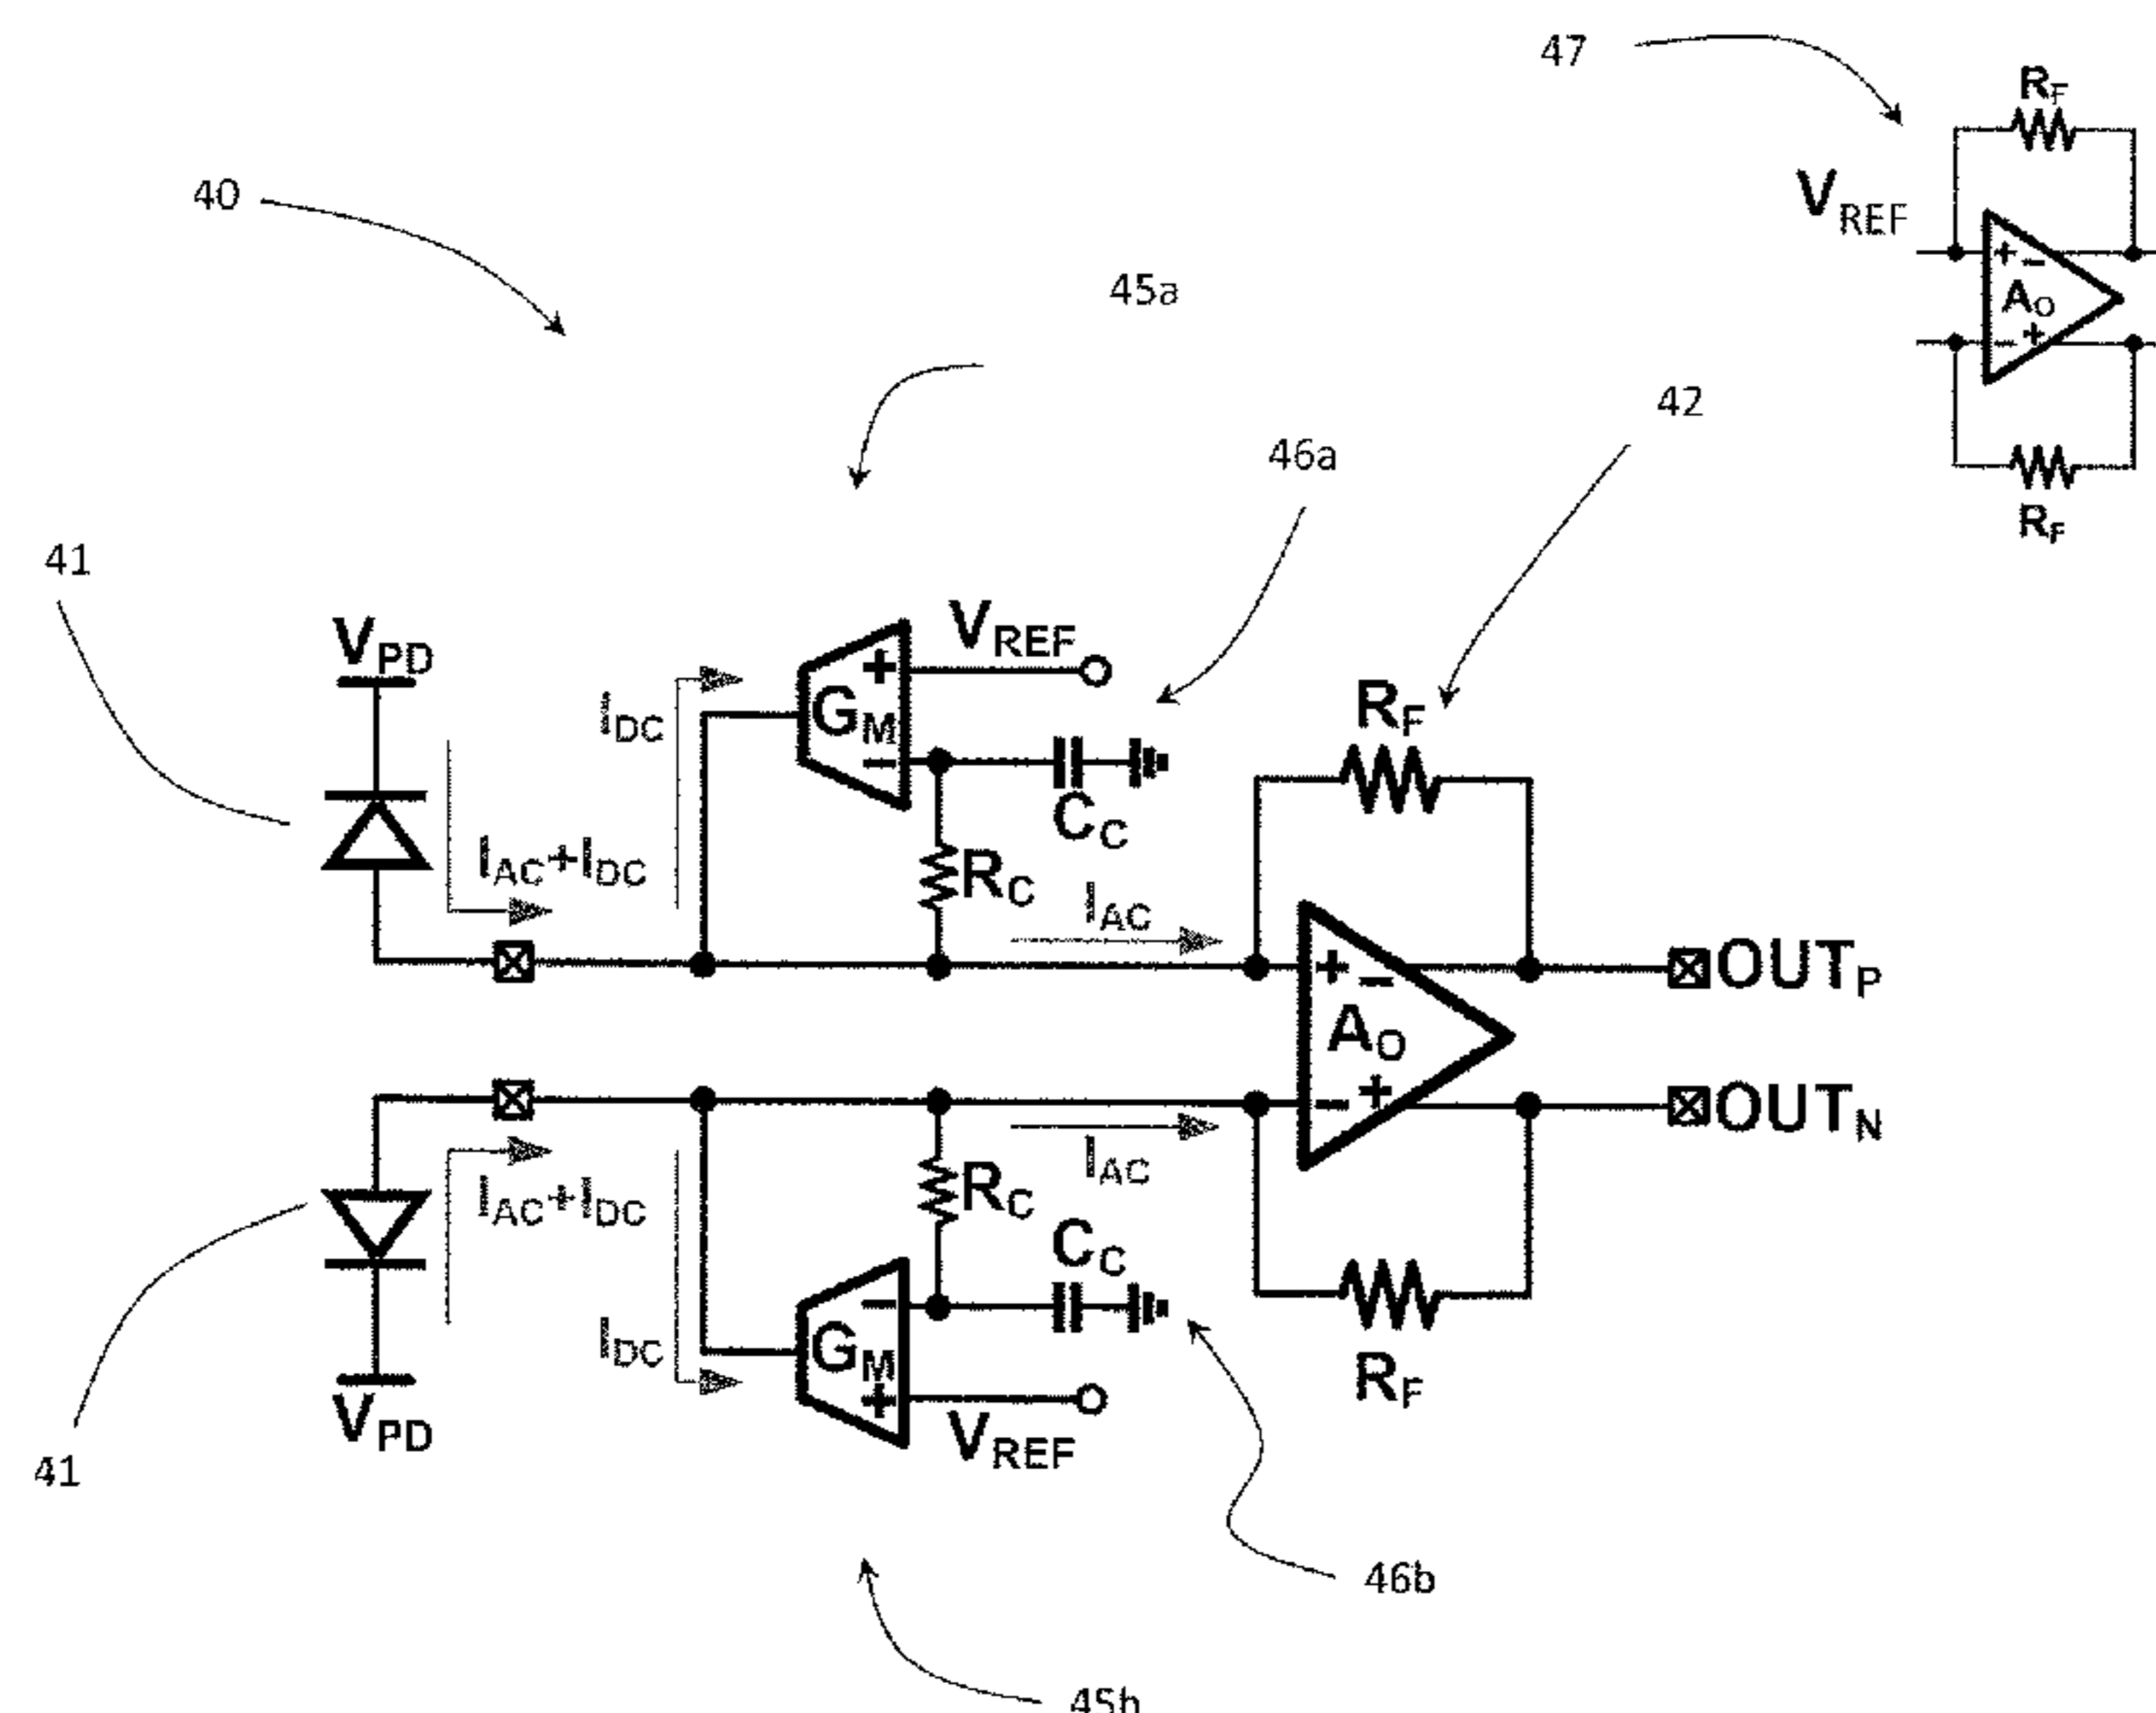 47
R_F
40
V_REF
45a
+ −
A_O
− +
42
46a
R_F
41
V_PD
V_REF
+
I_DC
G_M
−
R_F
C_C
I_AC+I_DC
R_C
I_AC
+ −
OUT_P
A_O
− +
OUT_N
I_AC
I_AC+I_DC
R_C
C_C
−
I_DC
G_M
+
R_F
V_PD
V_REF
41
46b
45b